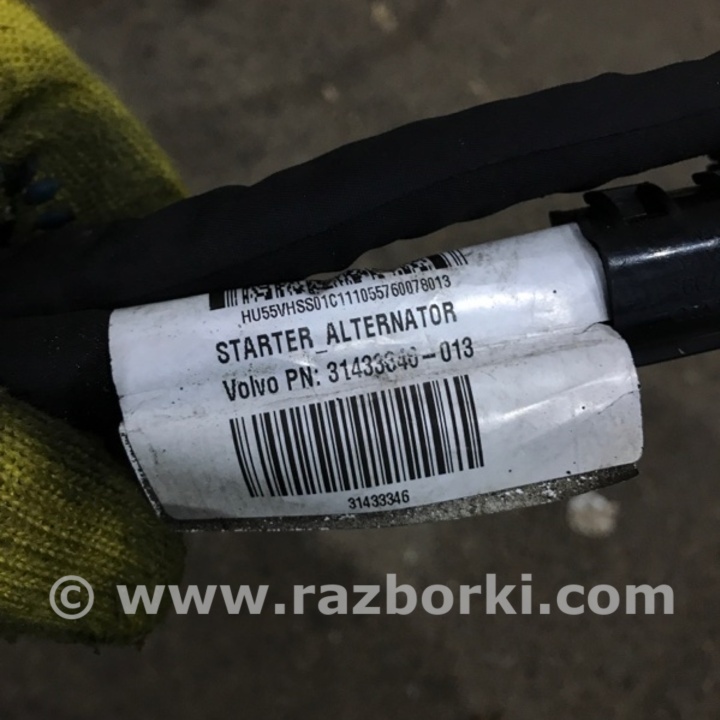 HU55VHSS01C111055760078013
STARTER_ALTERNATOR
Volvo PN: 31433346-013
31433346
© www.razborki.com